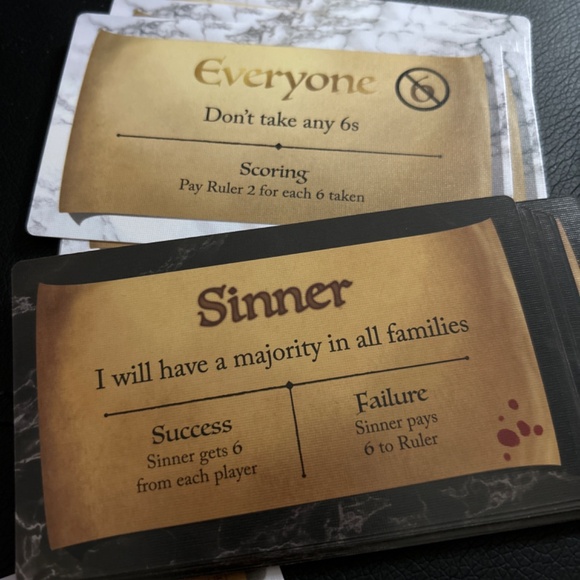 Everyone
6
Don't take any 6s
Scoring
Pay Ruler 2 for each 6 taken
Sinner
I will have a majority in all families
Success
Sinner gets 6
from each player
Failure
Sinner pays
6 to Ruler